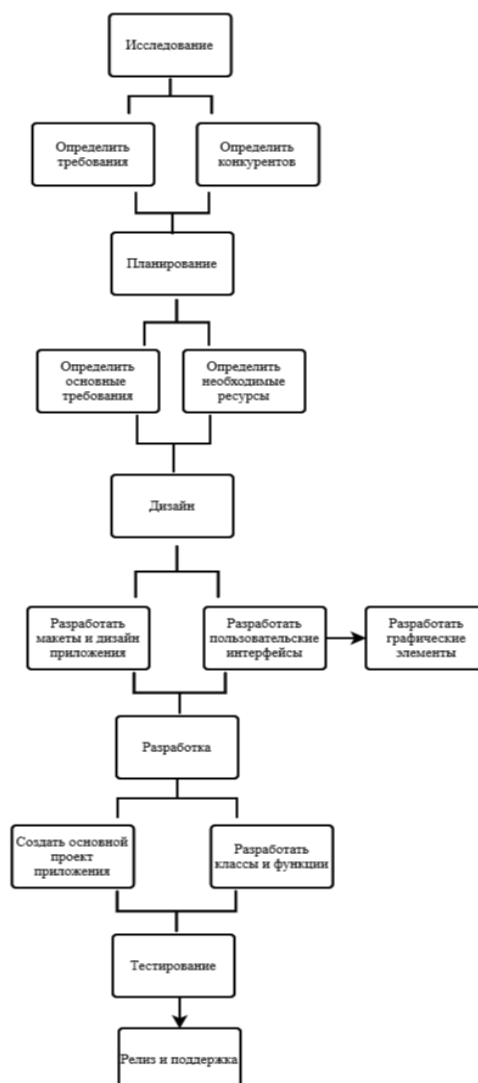 Исследование
Определить
требования
Определить
конкурентов
Планирование
Определить
основные
требования
Определить
необходимые
ресурсы
Дизайн
Разработать
макеты и дизайн
приложения
Разработать
пользовательские
интерфейсы
Разработать
графические
элементы
Разработка
Создать основной
проект
приложения
Разработать
классы и функции
Тестирование
Релиз и поддержка